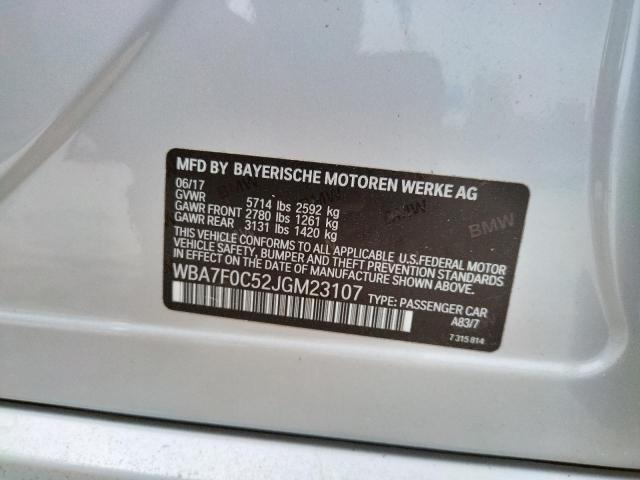 MFD BY BAYERISCHE MOTOREN WERKE AG
06/17
GVWR 5714 lbs 2592 kg
GAWR FRONT 2780 lbs 1261 kg
GAWR REAR 3131 lbs 1420 kg
THIS VEHICLE CONFORMS TO ALL APPLICABLE U.S.FEDERAL MOTOR
VEHICLE SAFETY, BUMPER AND THEFT PREVENTION STANDARDS
IN EFFECT ON THE DATE OF MANUFACTURE SHOWN ABOVE.
WBA7F0C52JGM23107 TYPE: PASSENGER CAR
A83/7
7 315 814
BMW
BMW
BMW